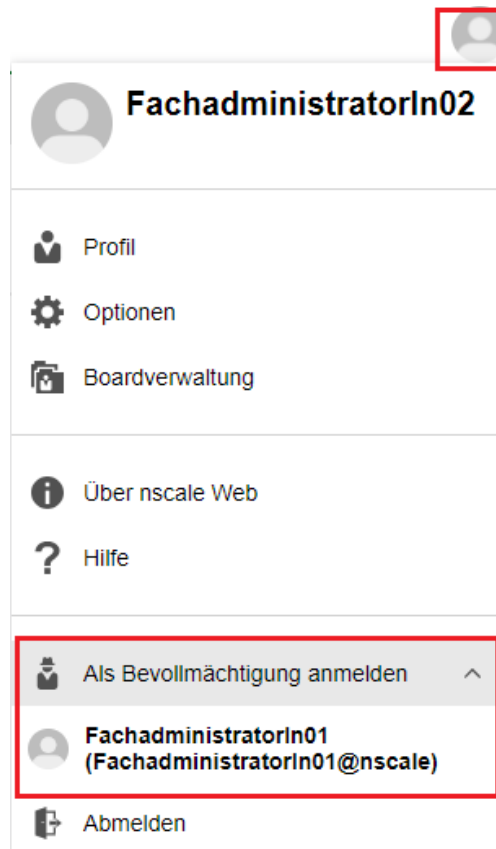 FachadministratorIn02
Profil
Optionen
Boardverwaltung
Über nscale Web
Hilfe
Als Bevollmächtigung anmelden
FachadministratorIn01
(FachadministratorIn01@nscale)
Abmelden